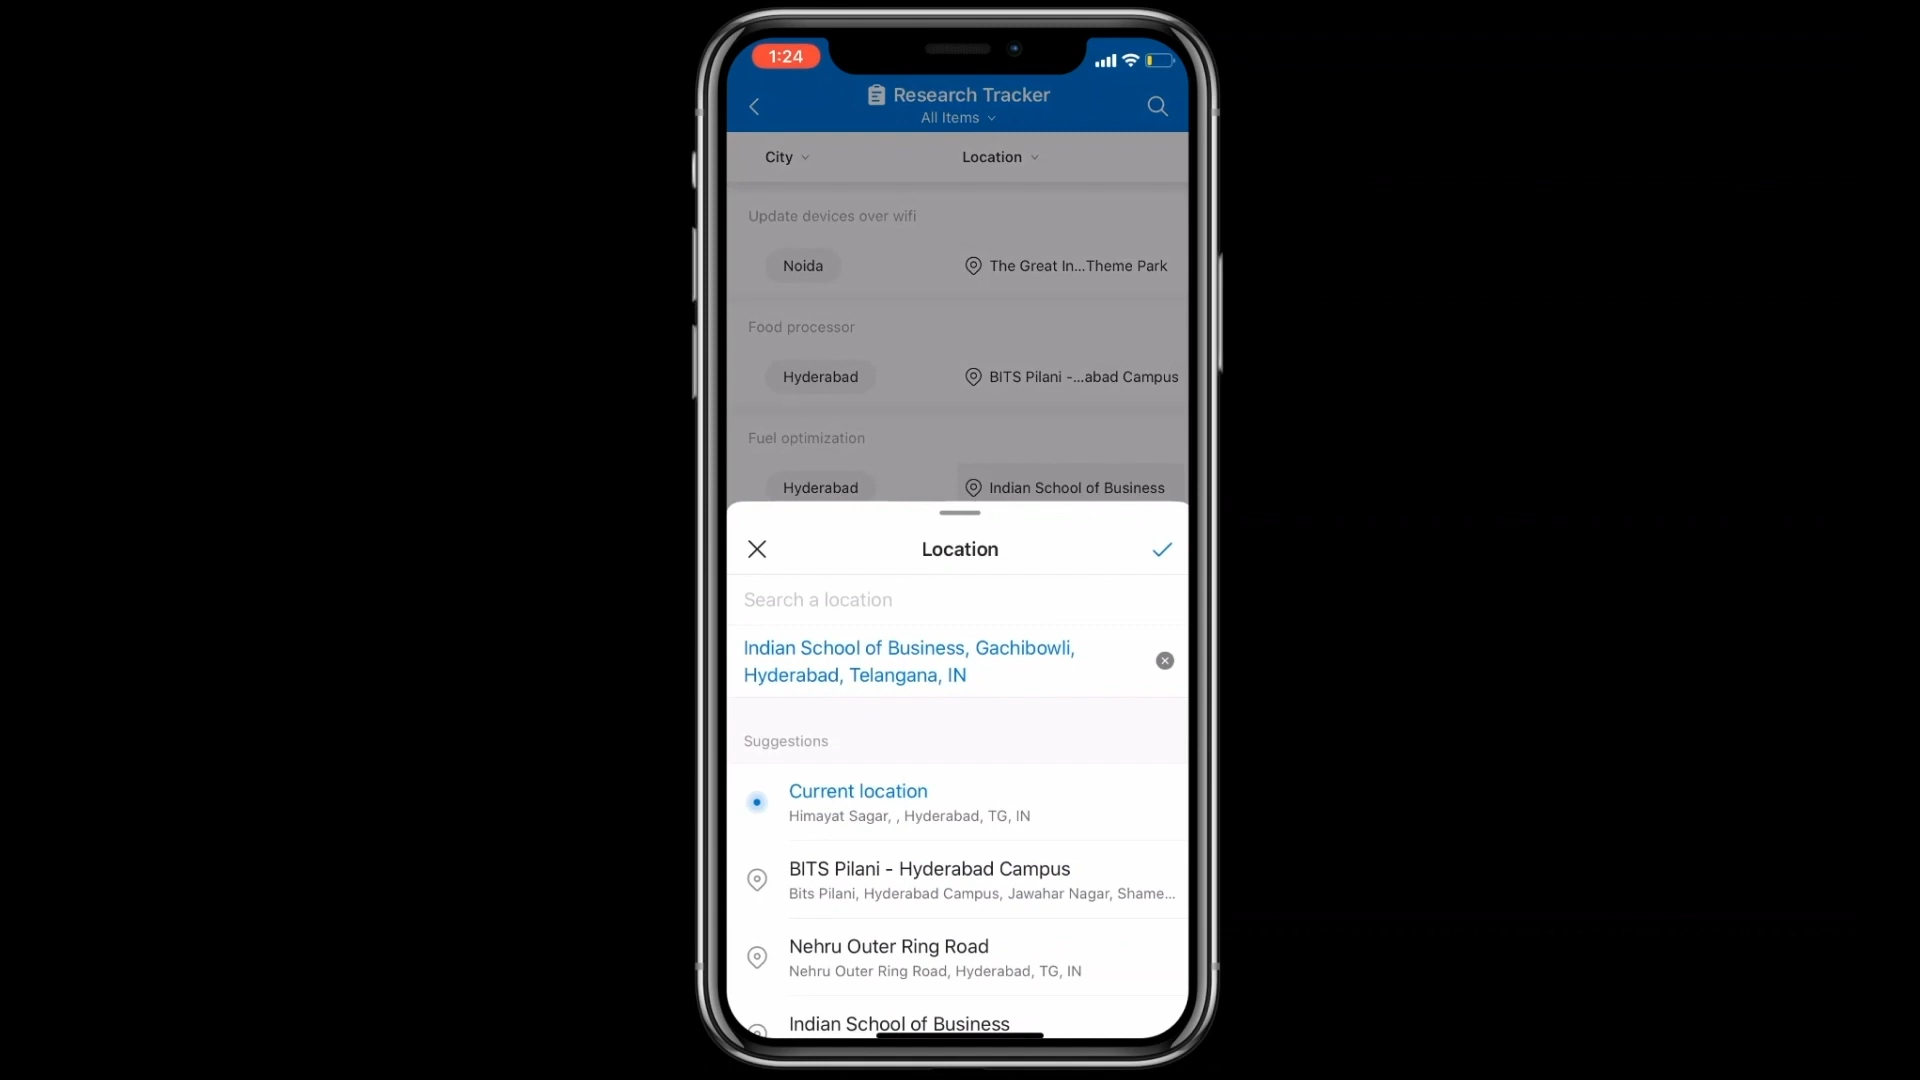 1:24
Research Tracker
All Items
City Location
Update devices over wifi
Noida The Great In...Theme Park
Food processor
Hyderabad BITS Pilani -...abad Campus
Fuel optimization
Hyderabad Indian School of Business
Location
Search a location
Indian School of Business, Gachibowli,
Hyderabad, Telangana, IN
Suggestions
Current location
Himayat Sagar, , Hyderabad, TG, IN
BITS Pilani - Hyderabad Campus
Bits Pilani, Hyderabad Campus, Jawahar Nagar, Shame...
Nehru Outer Ring Road
Nehru Outer Ring Road, Hyderabad, TG, IN
Indian School of Business